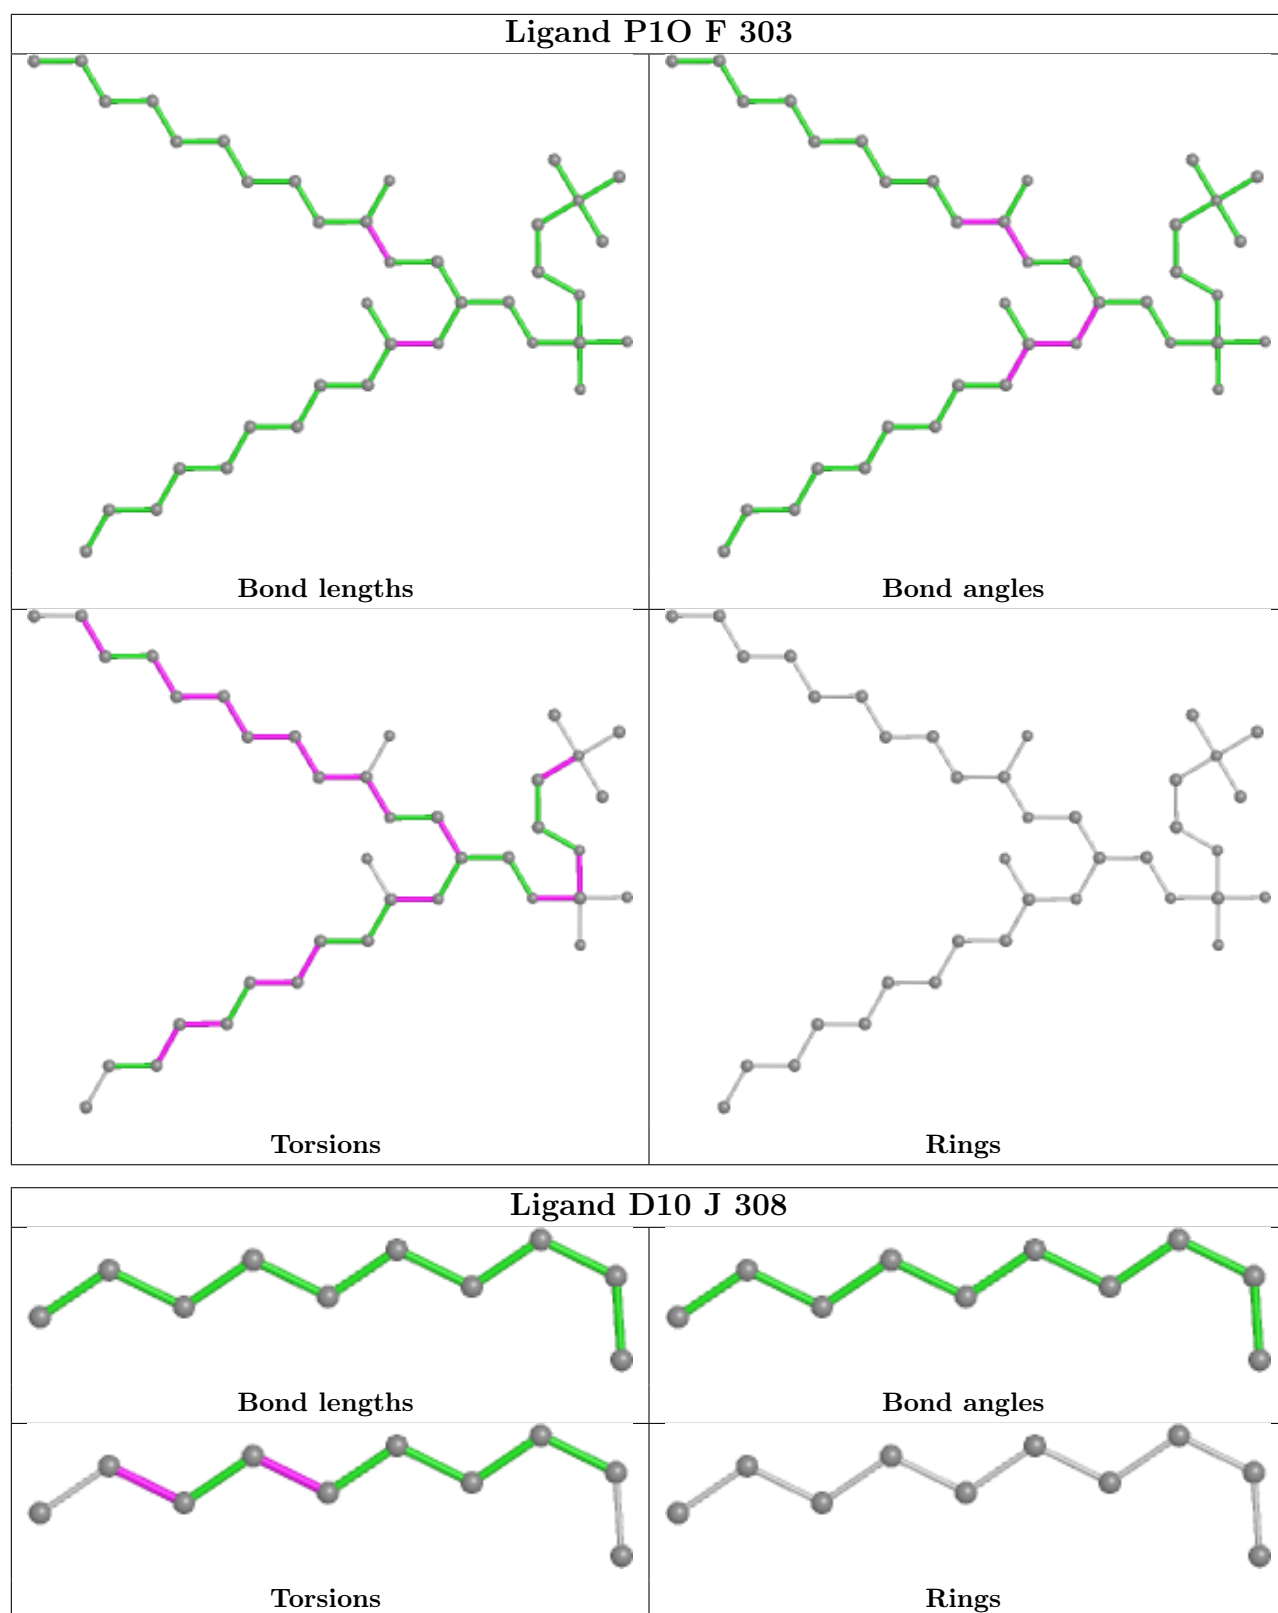 Ligand P1O F 303
Bond lengths
Bond angles
Torsions
Rings
Ligand D10 J 308
Bond lengths
Bond angles
Torsions
Rings